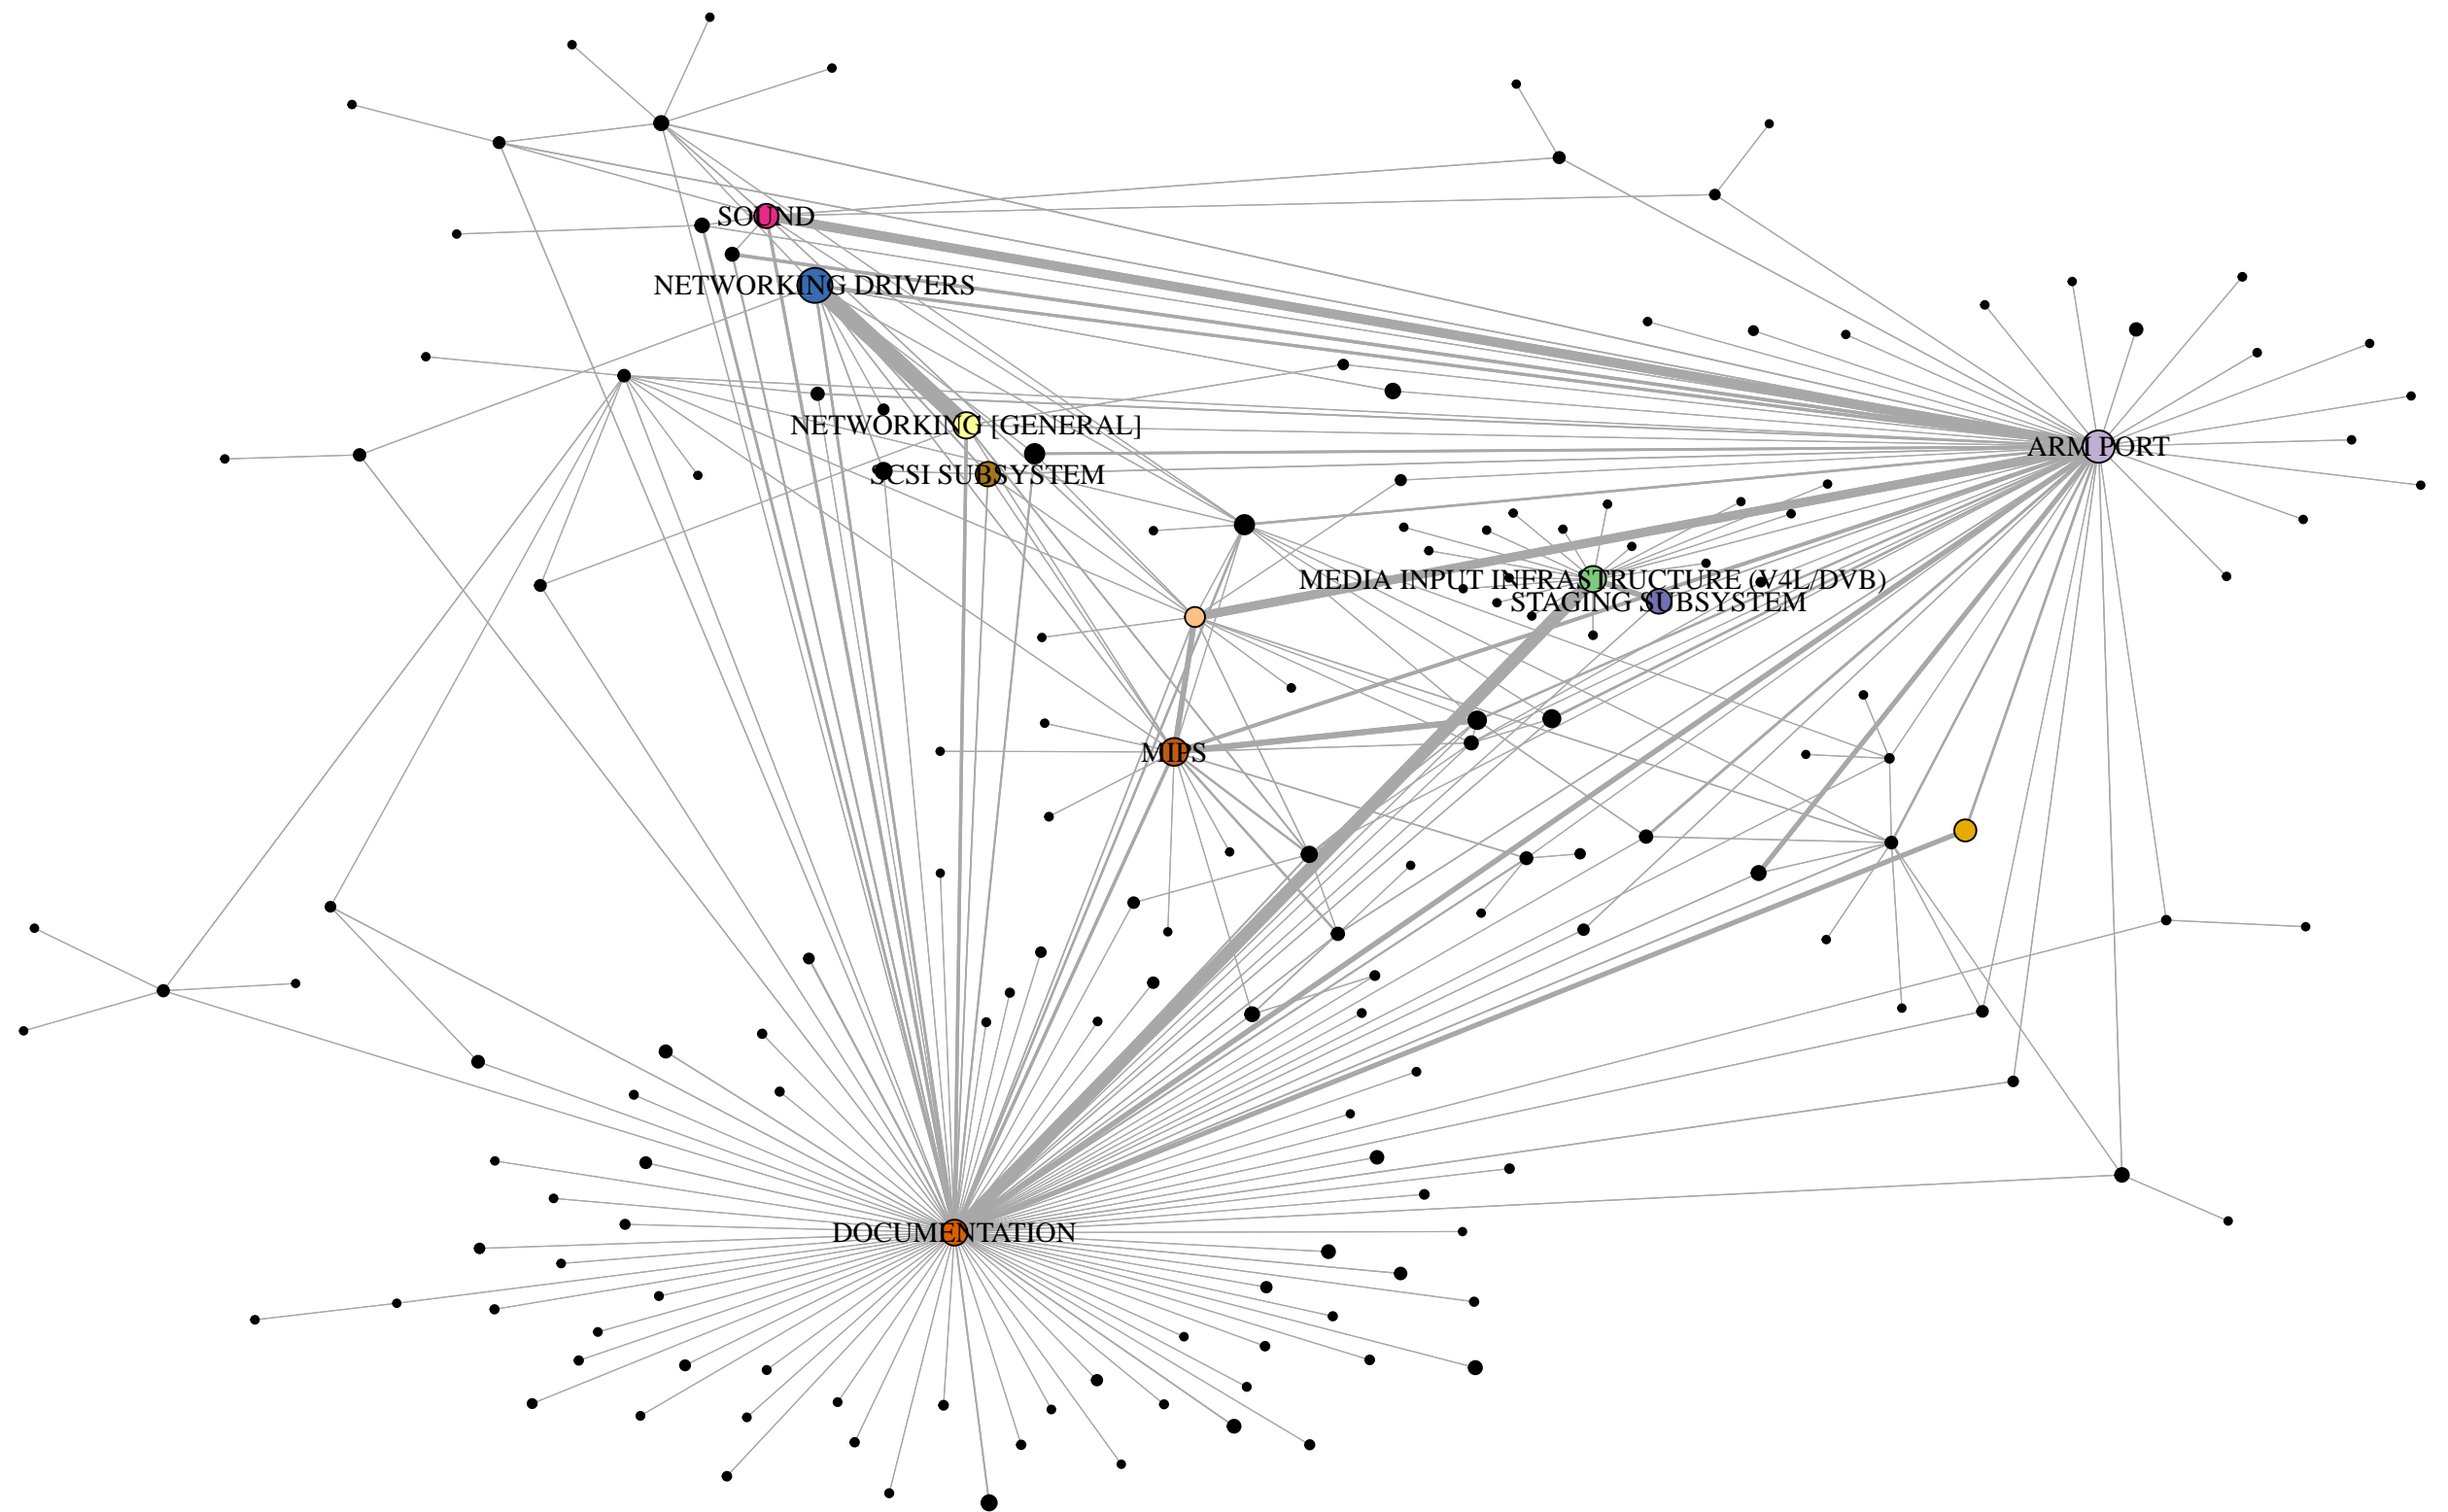 SOUND
NETWORKING DRIVERS
NETWORKING [GENERAL]
ARM PORT
SCSI SUBSYSTEM
MEDIA INPUT INFRASTRUCTURE (V4L/DVB)
STAGING SUBSYSTEM
MIPS
DOCUMENTATION